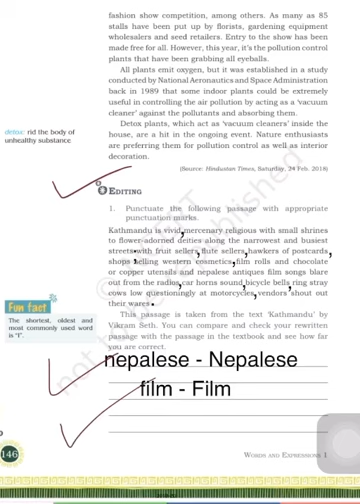 fashion show competition, among others. As many as 85
stalls have been put up by florists, gardening equipment
wholesalers and seed retailers. Entry to the show has been
made free for all. However, this year, it's the pollution control
plants that have been grabbing all eyeballs.
All plants emit oxygen, but it was established in a study
conducted by National Aeronautics and Space Administration
back in 1989 that some indoor plants could be extremely
useful in controlling the air pollution by acting as a 'vacuum
cleaner' against the pollutants and absorbing them.
detox: rid the body of
unhealthy substance
Detox plants, which act as 'vacuum cleaners' inside the
house, are a hit in the ongoing event. Nature enthusiasts
are preferring them for pollution control as well as interior
decoration.
(Source: Hindustan Times, Saturday, 24 Feb. 2018)
EDITING
1. Punctuate the following passage with appropriate
punctuation marks.
Kathmandu is vivid,mercenary religious with small shrines
to flower-adorned deities along the narrowest and busiest
streets,with fruit sellers,flute sellers,hawkers of postcards,
shops selling western cosmetics,film rolls and chocolate
or copper utensils and nepalese antiques film songs blare
out from the radios,car horns sound,bicycle bells ring stray
cows low questioningly at motorcycles,vendors shout out
their wares.
Fun fact
The shortest, oldest and
most commonly used word
is "I".
This passage is taken from the text 'Kathmandu' by
Vikram Seth. You can compare and check your rewritten
passage with the passage in the textbook and see how far
you are correct.
nepalese - Nepalese
film - Film
146
WORDS AND EXPRESSIONS 1